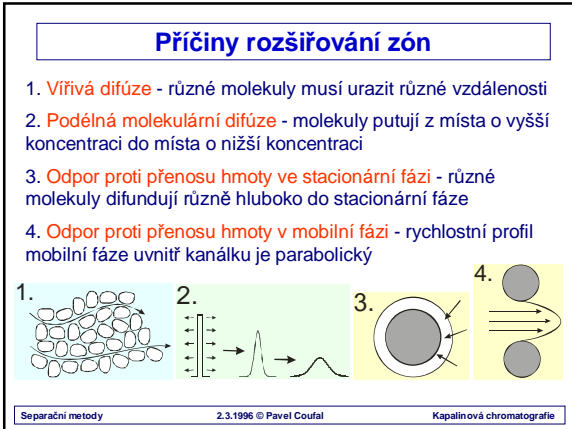 Příčiny rozšiřování zón
1. Vířivá difúze - různé molekuly musí urazit různé vzdálenosti
2. Podélná molekulární difúze - molekuly putují z místa o vyšší
koncentraci do místa o nižší koncentraci
3. Odpor proti přenosu hmoty ve stacionární fázi - různé
molekuly difundují různě hluboko do stacionární fáze
4. Odpor proti přenosu hmoty v mobilní fázi - rychlostní profil
mobilní fáze uvnitř kanálku je parabolický
1.
2.
3.
4.
Separační metody
2.3.1996 © Pavel Coufal
Kapalinová chromatografie